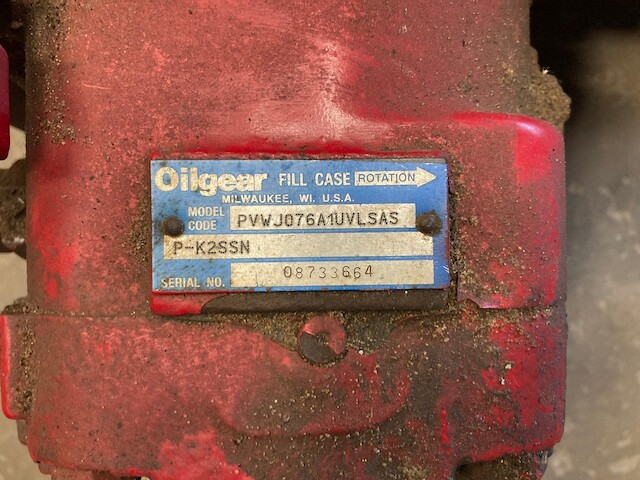 Oilgear FILL CASE ROTATION
MILWAUKEE, WI. U.S.A.
MODEL CODE PVWJ076A1UVLSAS
P-K2SSN
SERIAL NO. 08733664